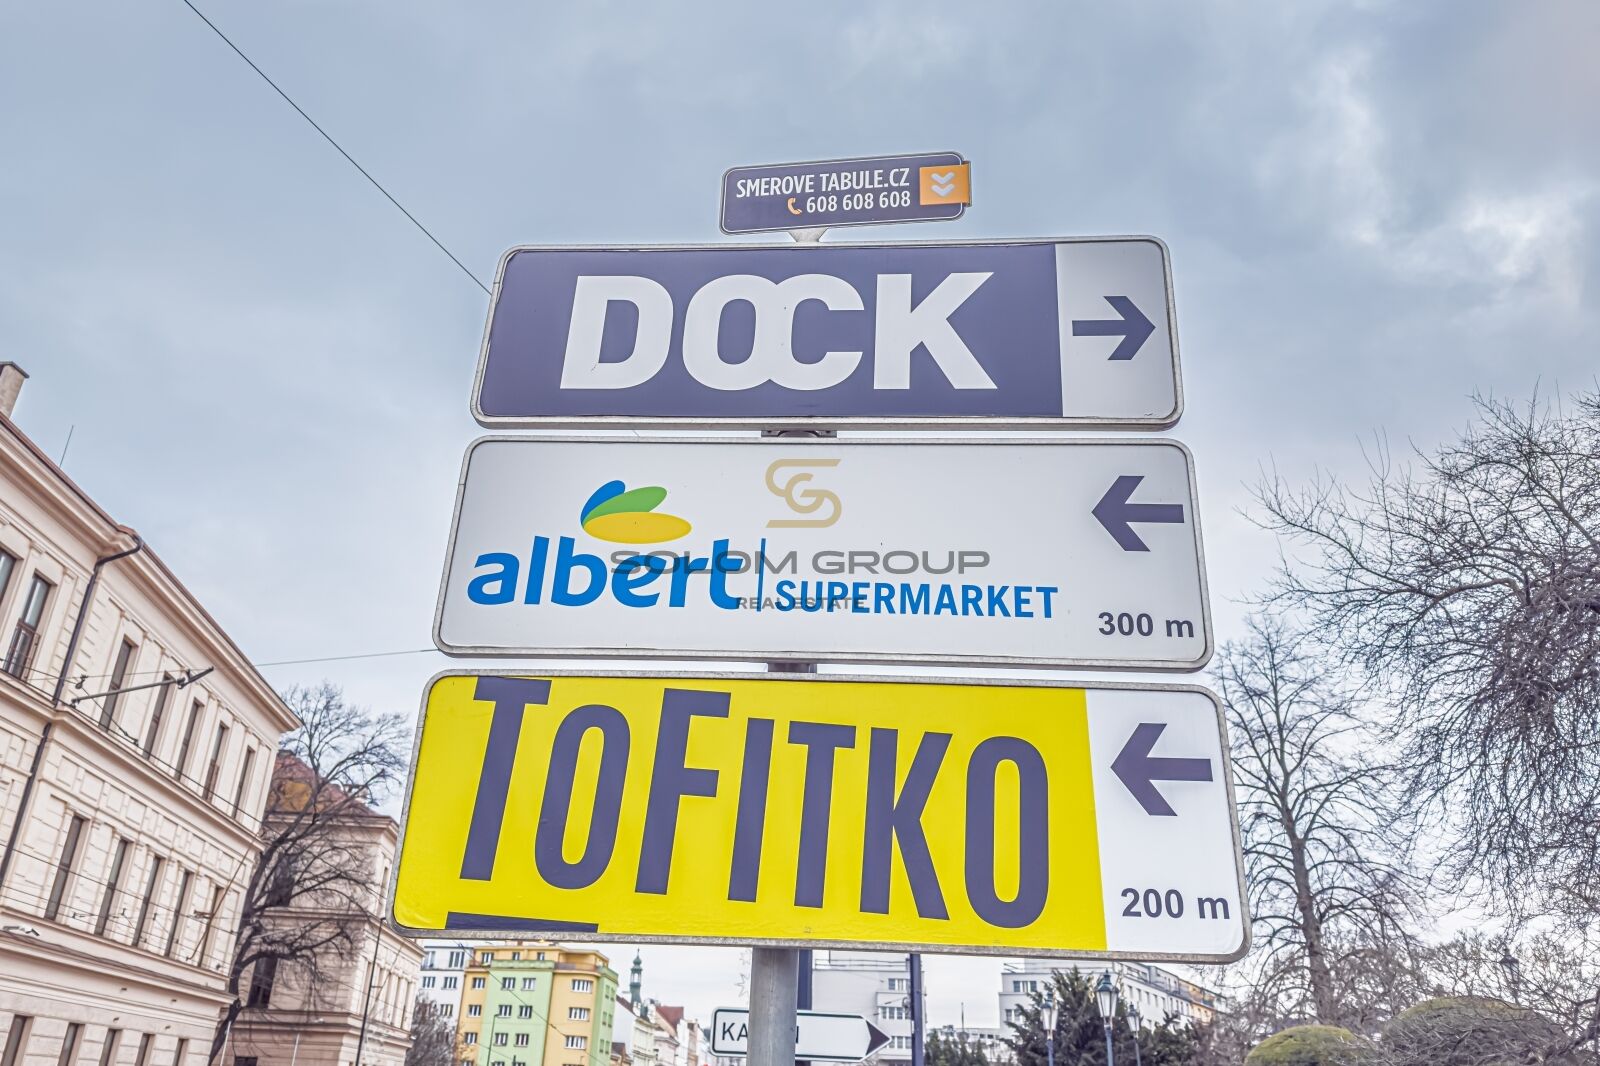 SMEROVE TABULE.CZ
608 608 608
DOCK
albert SUPERMARKET
300 m
SOLOM GROUP
REAL ESTATE
TOFITKO
200 m